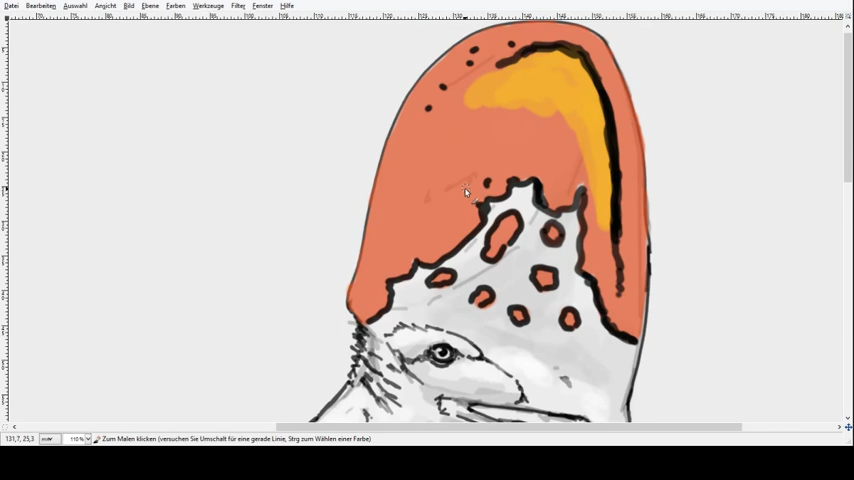 Datei Bearbeiten Auswahl Ansicht Bild Ebene Farben Werkzeuge Filter Fenster Hilfe
131,7, 25,3 mm 110 % Zum Malen klicken (versuchen Sie Umschalt für eine gerade Linie, Strg zum Wählen einer Farbe)